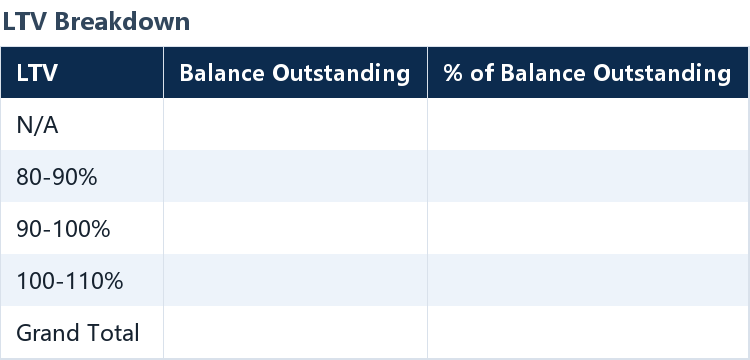 LTV Breakdown
LTV Balance Outstanding % of Balance Outstanding
N/A
80-90%
90-100%
100-110%
Grand Total